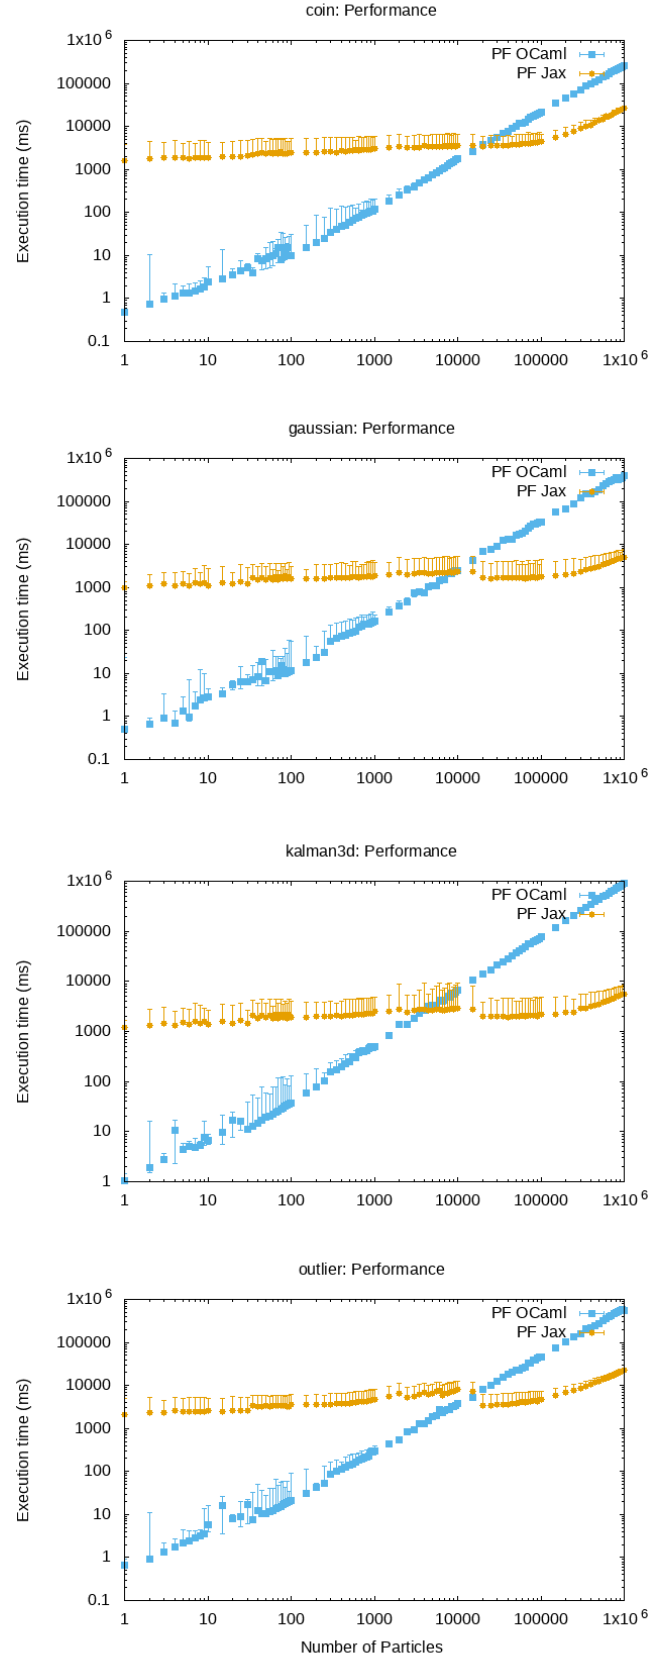 coin: Performance
1x10 6
100000
10000
1000
100
10
1
0.1
Execution time (ms)
PF OCaml
PF Jax
1 10 100 1000 10000 100000 1x10 6
gaussian: Performance
1x10 6
100000
10000
1000
100
10
1
0.1
Execution time (ms)
PF OCaml
PF Jax
1 10 100 1000 10000 100000 1x10 6
kalman3d: Performance
1x10 6
100000
10000
1000
100
10
1
Execution time (ms)
PF OCaml
PF Jax
1 10 100 1000 10000 100000 1x10 6
outlier: Performance
1x10 6
100000
10000
1000
100
10
1
0.1
Execution time (ms)
PF OCaml
PF Jax
1 10 100 1000 10000 100000 1x10 6
Number of Particles